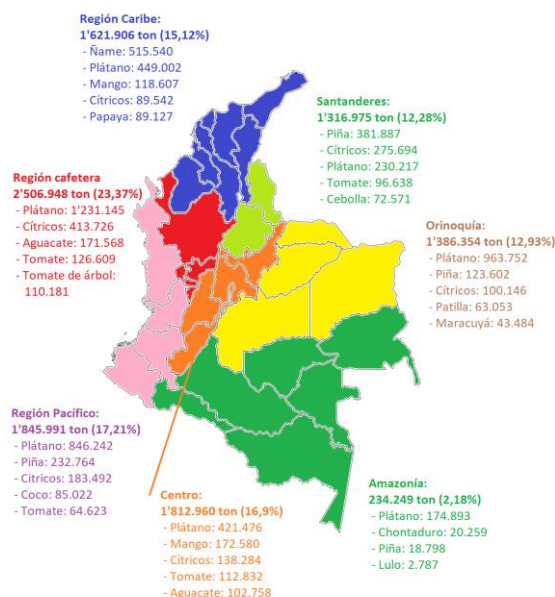 Región Caribe:
1'621.906 ton (15,12%)
- Ñame: 515.540
- Plátano: 449.002
- Mango: 118.607
- Cítricos: 89.542
- Papaya: 89.127
Santanderes:
1'316.975 ton (12,28%)
- Piña: 381.887
- Cítricos: 275.694
- Plátano: 230.217
- Tomate: 96.638
- Cebolla: 72.571
Región cafetera
2'506.948 ton (23,37%)
- Plátano: 1'231.145
- Cítricos: 413.726
- Aguacate: 171.568
- Tomate: 126.609
- Tomate de árbol:
110.181
Orinoquía:
1'386.354 ton (12,93%)
- Plátano: 963.752
- Piña: 123.602
- Cítricos: 100.146
- Patilla: 63.053
- Maracuyá: 43.484
Región Pacífico:
1'845.991 ton (17,21%)
- Plátano: 846.242
- Piña: 232.764
- Citricos: 183.492
- Coco: 85.022
- Tomate: 64.623
Centro:
1'812.960 ton (16,9%)
- Plátano: 421.476
- Mango: 172.580
- Cítricos: 138.284
- Tomate: 112.832
- Aguacate: 102.758
Amazonía:
234.249 ton (2,18%)
- Plátano: 174.893
- Chontaduro: 20.259
- Piña: 18.798
- Lulo: 2.787